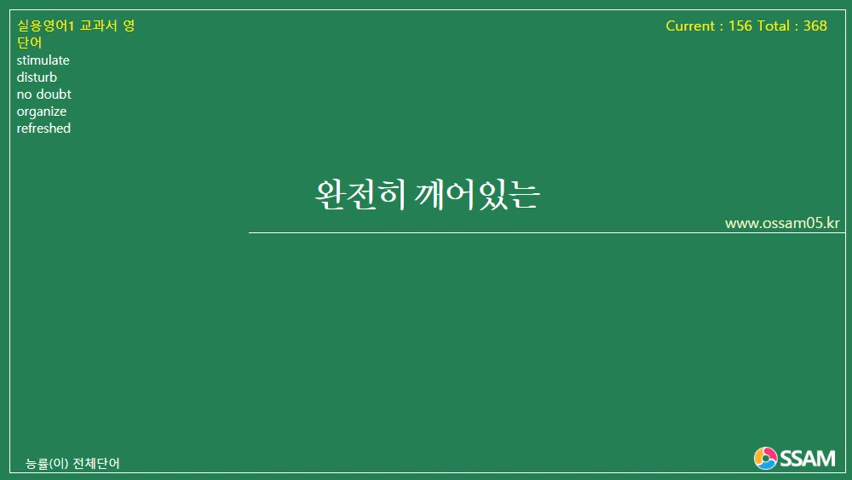 실용영어1 교과서 영
단어
stimulate
disturb
no doubt
organize
refreshed
Current : 156 Total : 368
완전히 깨어있는
www.ossam05.kr
능률(이) 전체단어
OSSAM